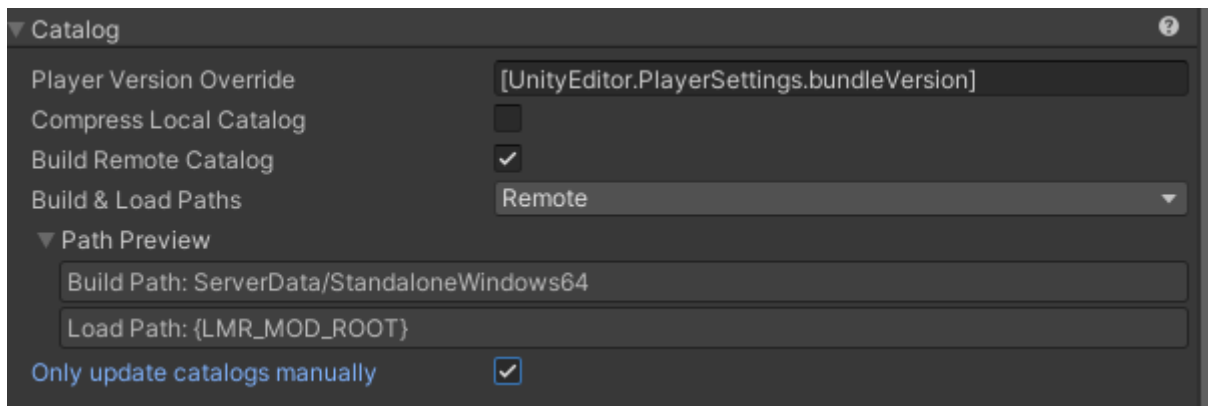 Catalog
Player Version Override [UnityEditor.PlayerSettings.bundleVersion]
Compress Local Catalog
Build Remote Catalog
Build & Load Paths Remote
Path Preview
Build Path: ServerData/StandaloneWindows64
Load Path: {LMR_MOD_ROOT}
Only update catalogs manually